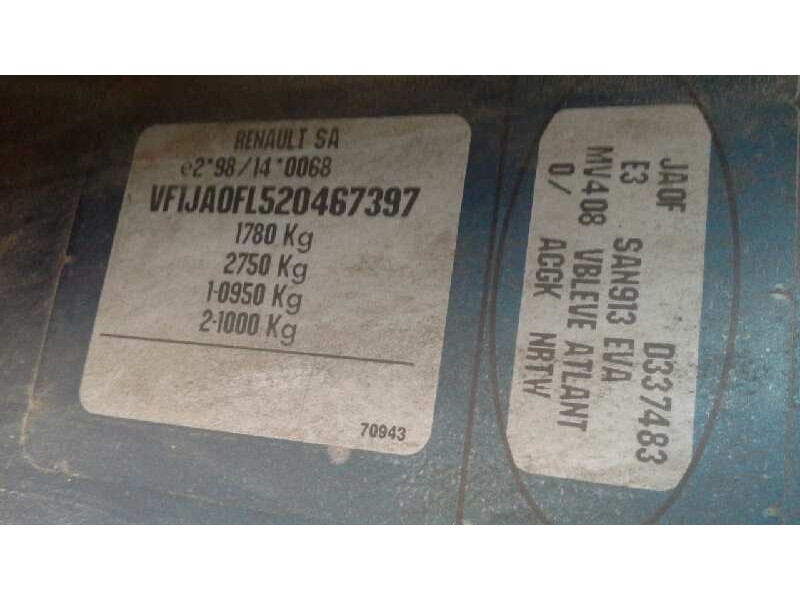 RENAULT SA
e2*98/14*0068
VF1JA0FL520467397
1780 Kg
2750 Kg
1-0950 Kg
2-1000 Kg
70943
JA0F D337483
E3 SAN913 EVA
MV408 VBLEVE ATLANT
0/ ACGK NRTW